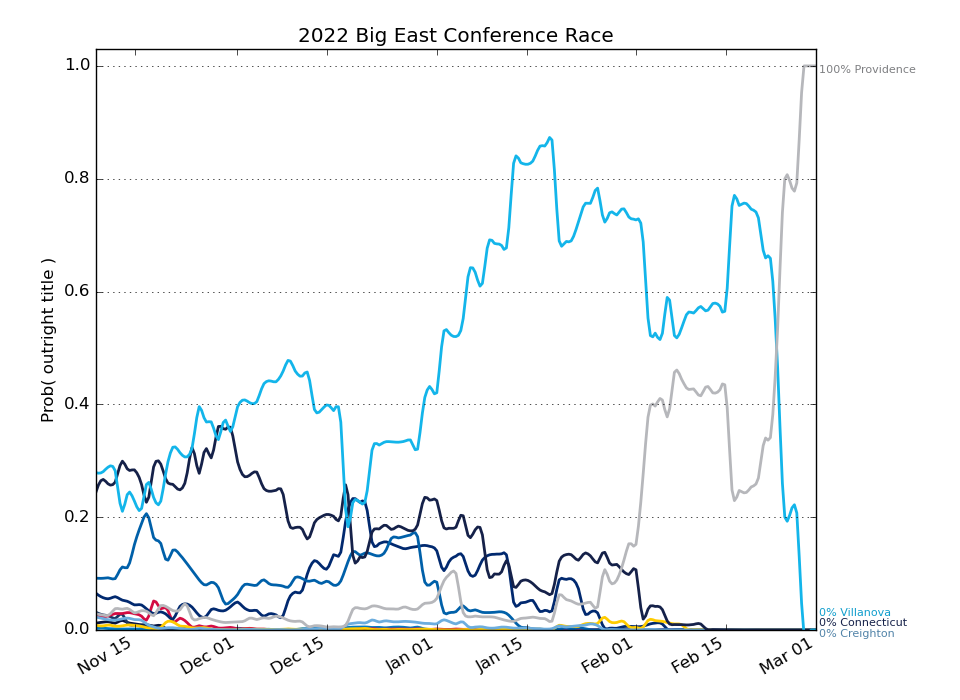 2022 Big East Conference Race
Prob( outright title )
1.0
0.8
0.6
0.4
0.2
0.0
Nov 15
Dec 01
Dec 15
Jan 01
Jan 15
Feb 01
Feb 15
Mar 01
100% Providence
0% Villanova
0% Connecticut
0% Creighton